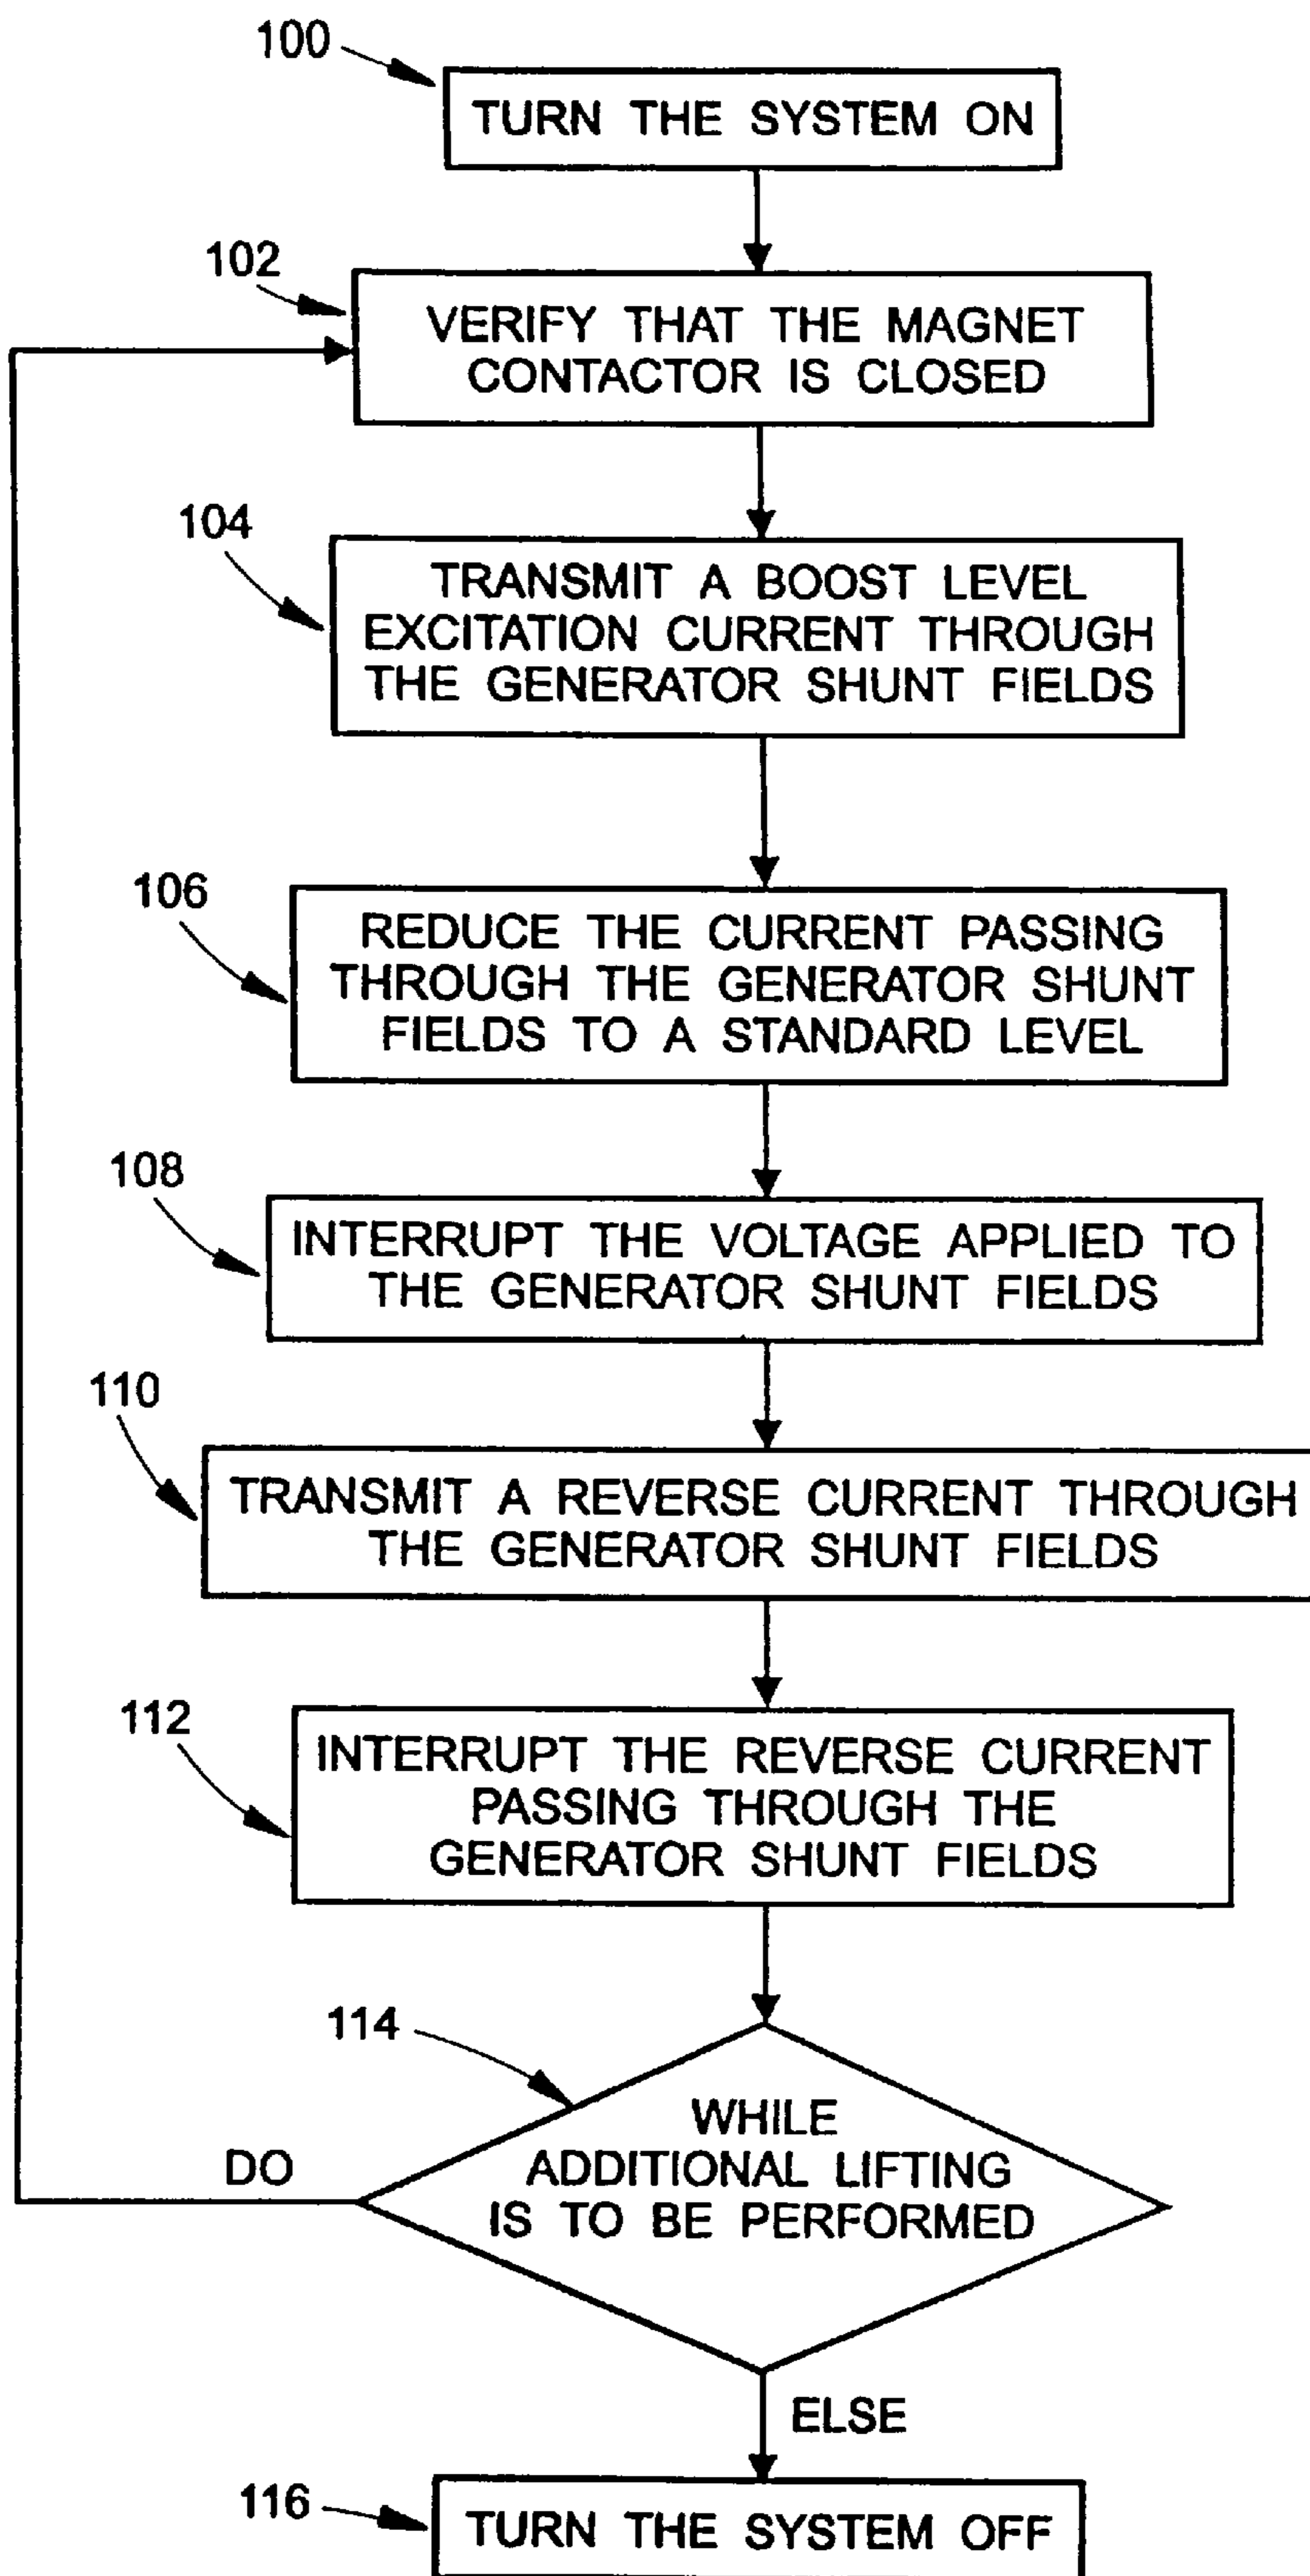 100
TURN THE SYSTEM ON
102
VERIFY THAT THE MAGNET
CONTACTOR IS CLOSED
104
TRANSMIT A BOOST LEVEL
EXCITATION CURRENT THROUGH
THE GENERATOR SHUNT FIELDS
106
REDUCE THE CURRENT PASSING
THROUGH THE GENERATOR SHUNT
FIELDS TO A STANDARD LEVEL
108
INTERRUPT THE VOLTAGE APPLIED TO
THE GENERATOR SHUNT FIELDS
110
TRANSMIT A REVERSE CURRENT THROUGH
THE GENERATOR SHUNT FIELDS
112
INTERRUPT THE REVERSE CURRENT
PASSING THROUGH THE
GENERATOR SHUNT FIELDS
114
WHILE
ADDITIONAL LIFTING
IS TO BE PERFORMED
DO
ELSE
116
TURN THE SYSTEM OFF